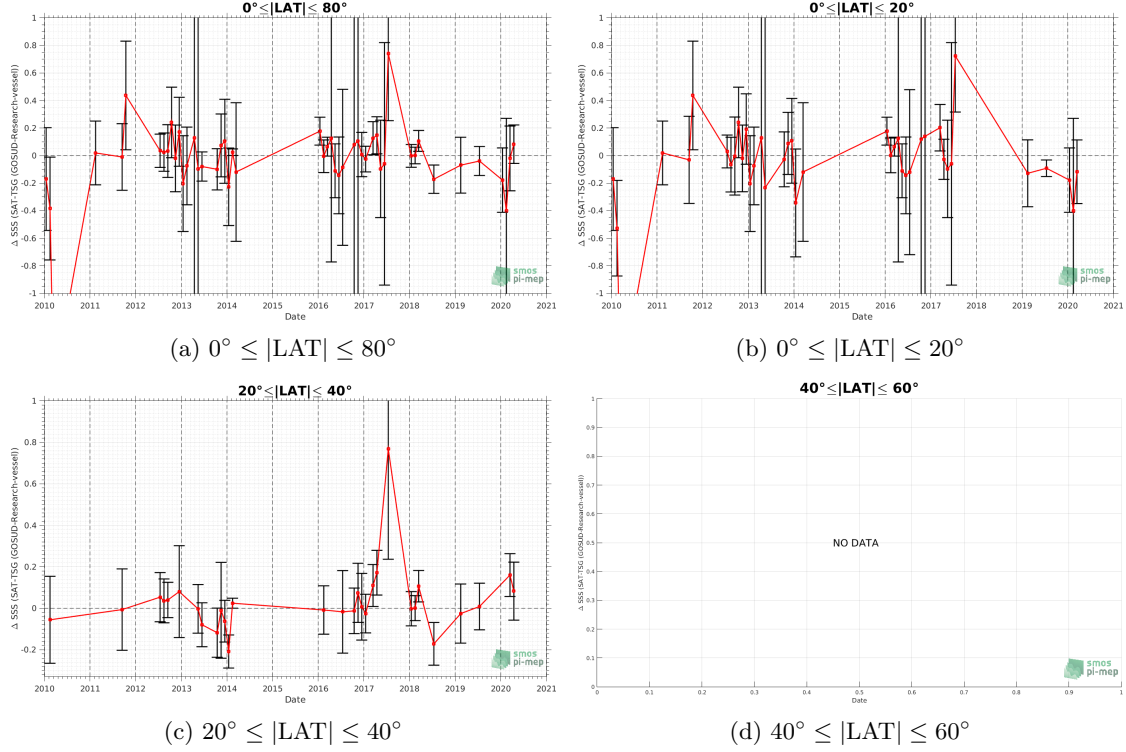 0°≤|LAT|≤ 80°
Δ SSS (SAT-TSG (GOSUD-Research-vessel))
1
0.8
0.6
0.4
0.2
0
-0.2
-0.4
-0.6
-0.8
-1
2010 2011 2012 2013 2014 2016 2017 2018 2019 2020 2021
Date
smos
pi-mep
(a) 0° ≤ |LAT| ≤ 80°
0°≤|LAT|≤ 20°
Δ SSS (SAT-TSG (GOSUD-Research-vessel))
1
0.8
0.6
0.4
0.2
0
-0.2
-0.4
-0.6
-0.8
-1
2010 2011 2012 2013 2014 2016 2017 2019 2020 2021
Date
smos
pi-mep
(b) 0° ≤ |LAT| ≤ 20°
20°≤|LAT|≤ 40°
Δ SSS (SAT-TSG (GOSUD-Research-vessel))
1
0.8
0.6
0.4
0.2
0
-0.2
2010 2011 2012 2013 2014 2016 2017 2018 2019 2020 2021
Date
smos
pi-mep
(c) 20° ≤ |LAT| ≤ 40°
40°≤|LAT|≤ 60°
Δ SSS (SAT-TSG (GOSUD-Research-vessel))
1
0.9
0.8
0.7
0.6
0.5
0.4
0.3
0.2
0.1
0
NO DATA
0 0.1 0.2 0.3 0.4 0.5 0.6 0.7 0.8 0.9 1
Date
smos
pi-mep
(d) 40° ≤ |LAT| ≤ 60°